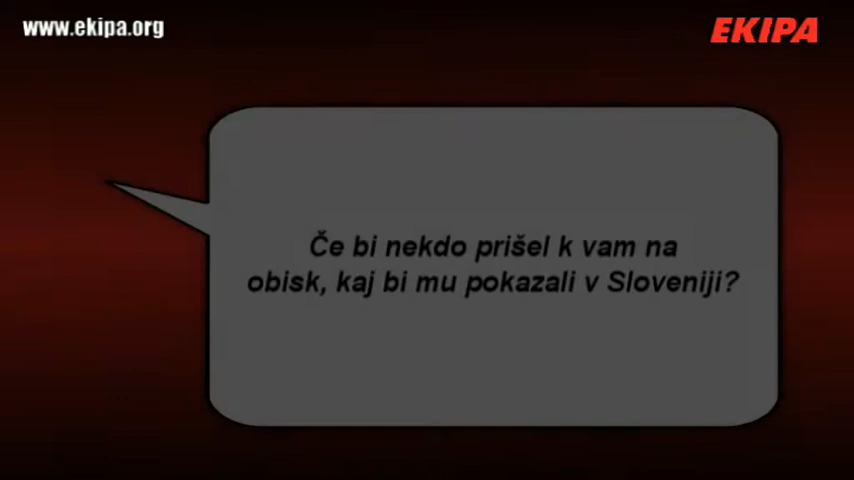 www.ekipa.org
EKIPA
Če bi nekdo prišel k vam na
obisk, kaj bi mu pokazali v Sloveniji?